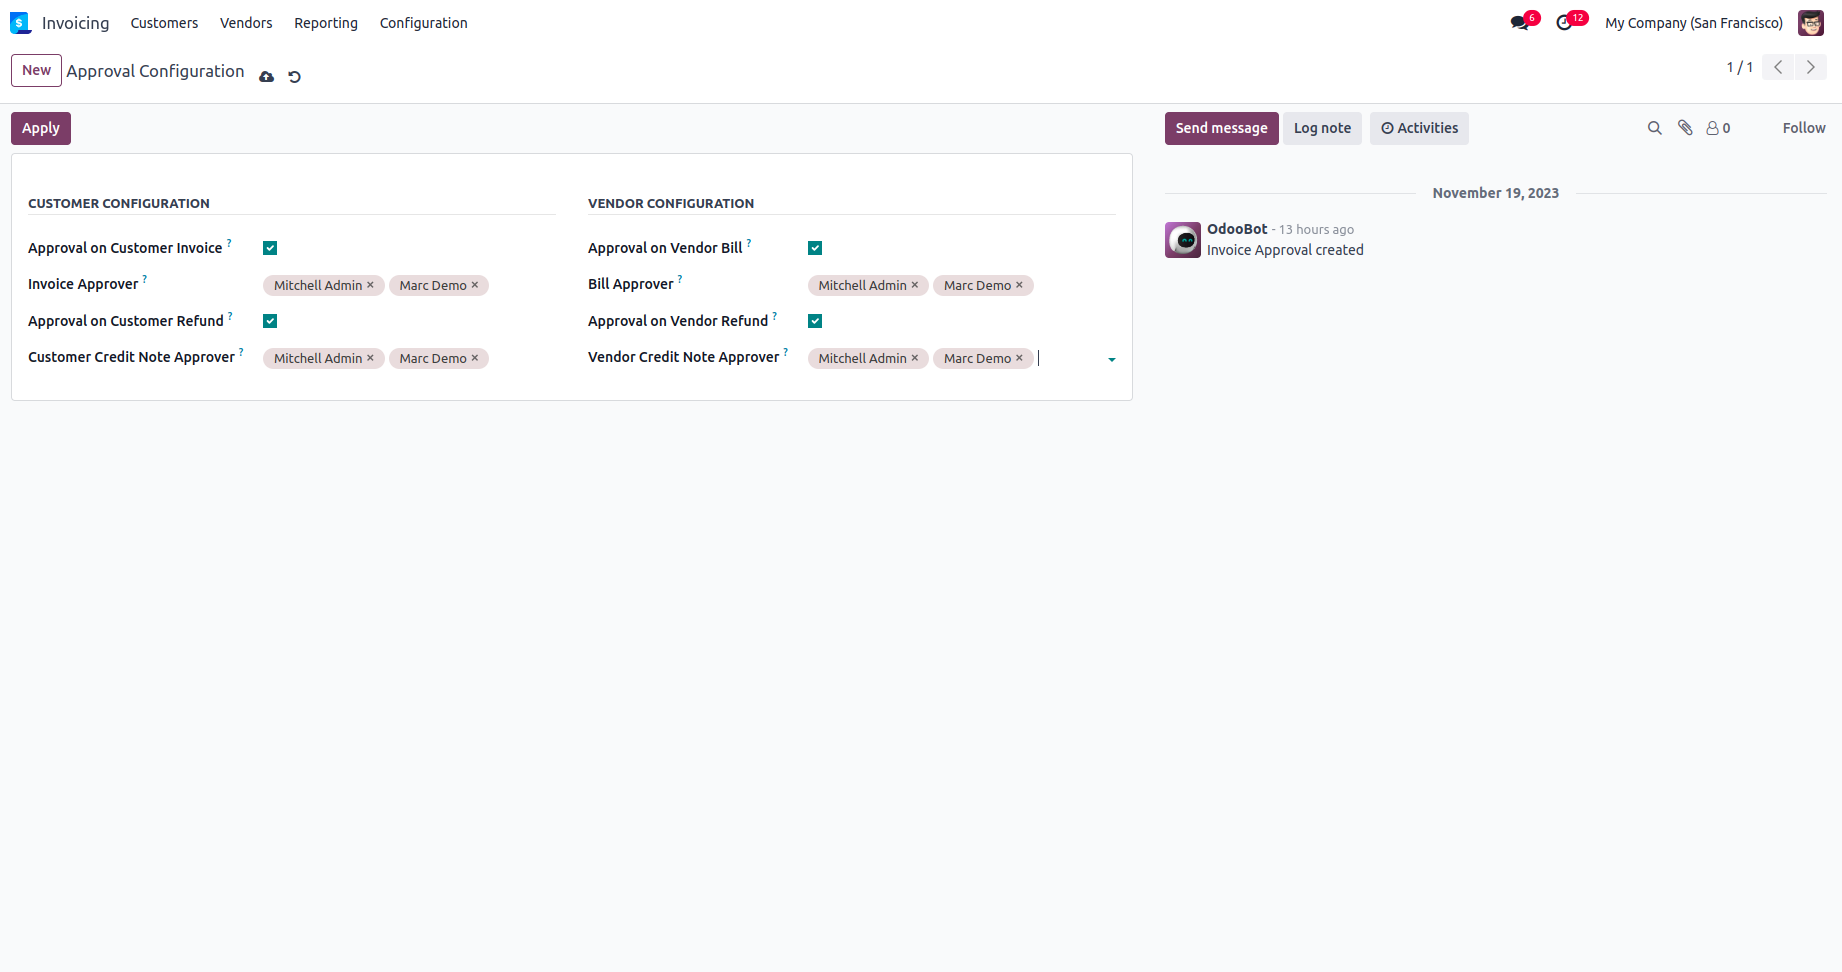 Invoicing Customers Vendors Reporting Configuration 6 12 My Company (San Francisco)
New Approval Configuration 1 / 1
Apply Send message Log note Activities 0 Follow
CUSTOMER CONFIGURATION VENDOR CONFIGURATION November 19, 2023
Approval on Customer Invoice ? Approval on Vendor Bill ? OdooBot - 13 hours ago
Invoice Approval created
Invoice Approver ? Mitchell Admin × Marc Demo × Bill Approver ? Mitchell Admin × Marc Demo ×
Approval on Customer Refund ? Approval on Vendor Refund ?
Customer Credit Note Approver ? Mitchell Admin × Marc Demo × Vendor Credit Note Approver ? Mitchell Admin × Marc Demo ×